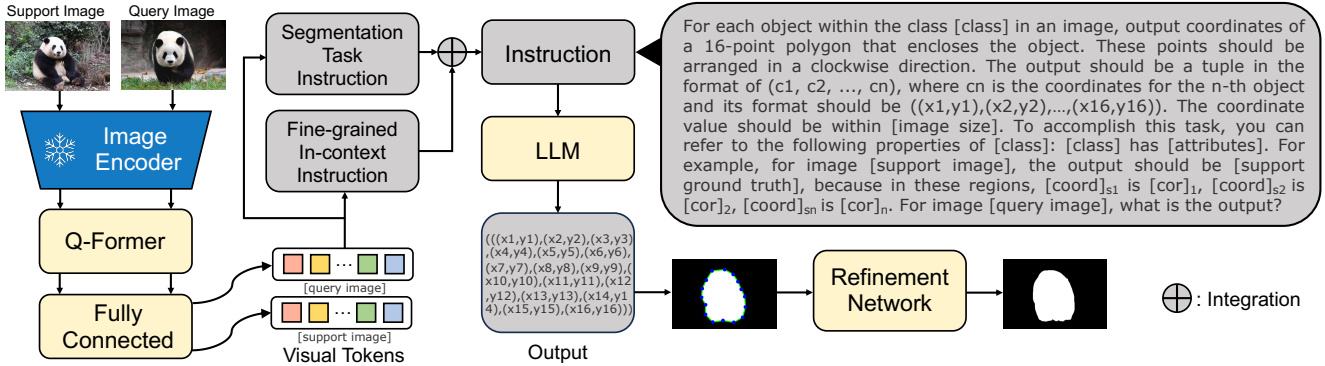 Support Image
Query Image
Image
Encoder
Q-Former
Fully
Connected
Segmentation
Task
Instruction
Fine-grained
In-context
Instruction
...
[query image]
...
[support image]
Visual Tokens
Instruction
LLM
(((x1,y1),(x2,y2),(x3,y3)
,(x4,y4),(x5,y5),(x6,y6),
(x7,y7),(x8,y8),(x9,y9),(
x10,y10),(x11,y11),(x12
,y12),(x13,y13),(x14,y1
4),(x15,y15),(x16,y16)))
Output
For each object within the class [class] in an image, output coordinates of
a 16-point polygon that encloses the object. These points should be
arranged in a clockwise direction. The output should be a tuple in the
format of (c1, c2, ..., cn), where cn is the coordinates for the n-th object
and its format should be ((x1,y1),(x2,y2),...,(x16,y16)). The coordinate
value should be within [image size]. To accomplish this task, you can
refer to the following properties of [class]: [class] has [attributes]. For
example, for image [support image], the output should be [support
ground truth], because in these regions, [coord]s1 is [cor]1, [coord]s2 is
[cor]2, [coord]sn is [cor]n. For image [query image], what is the output?
Refinement
Network
: Integration